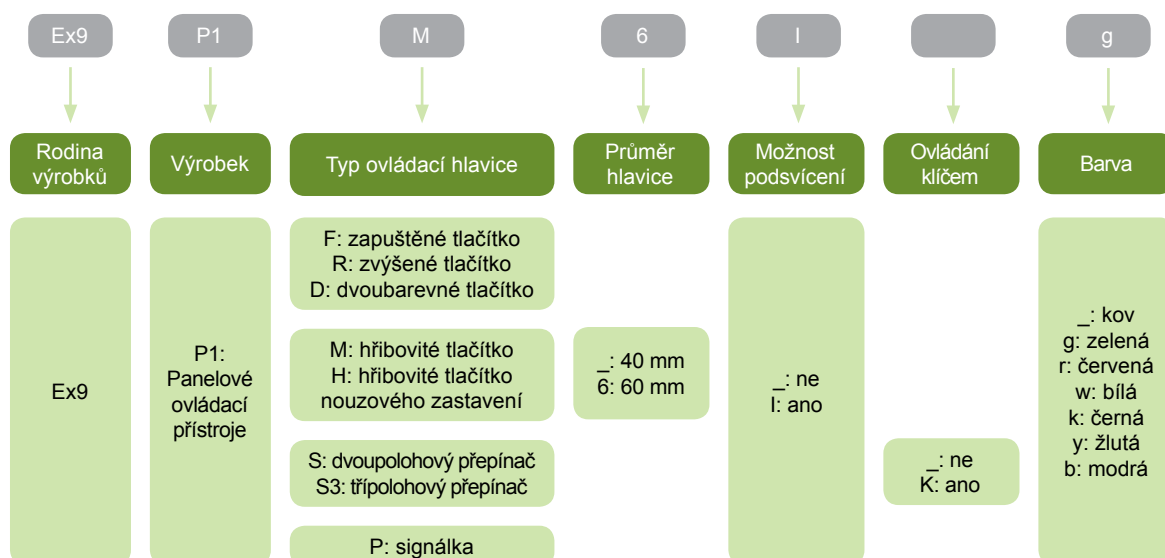 Ex9
P1
M
6
I
g
Rodina
výrobků
Výrobek
Typ ovládací hlavice
Průměr
hlavice
Možnost
podsvícení
Ovládání
klíčem
Barva
Ex9
P1:
Panelové
ovládací
přístroje
F: zapuštěné tlačítko
R: zvýšené tlačítko
D: dvoubarevné tlačítko
M: hřibovité tlačítko
H: hřibovité tlačítko
nouzového zastavení
S: dvoupolohový přepínač
S3: třípolohový přepínač
P: signálka
_: 40 mm
6: 60 mm
_: ne
I: ano
_: ne
K: ano
_: kov
g: zelená
r: červená
w: bílá
k: černá
y: žlutá
b: modrá